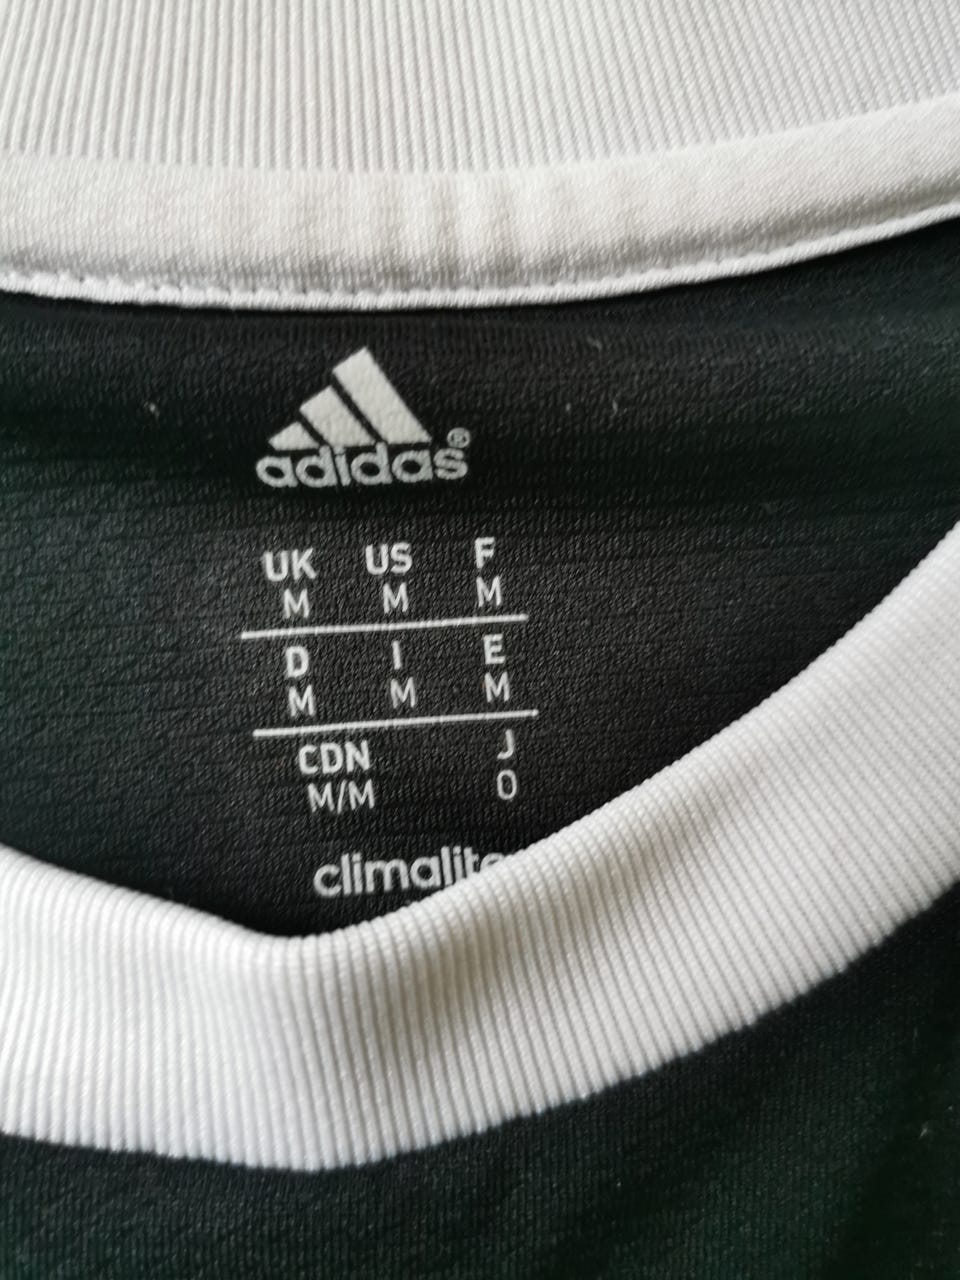 adidas®
UK US F
M M M
D I E
M M M
CDN J
M/M O
climalite